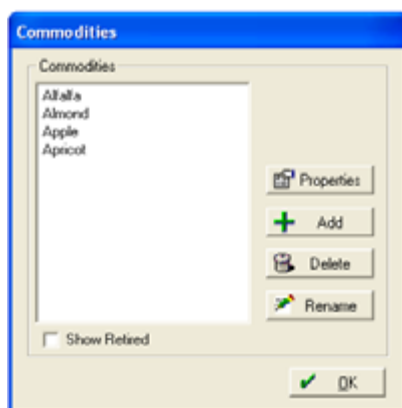 Commodities
Commodities
Alfalfa
Almond
Apple
Apricot
Properties
Add
Delete
Rename
Show Retired
OK